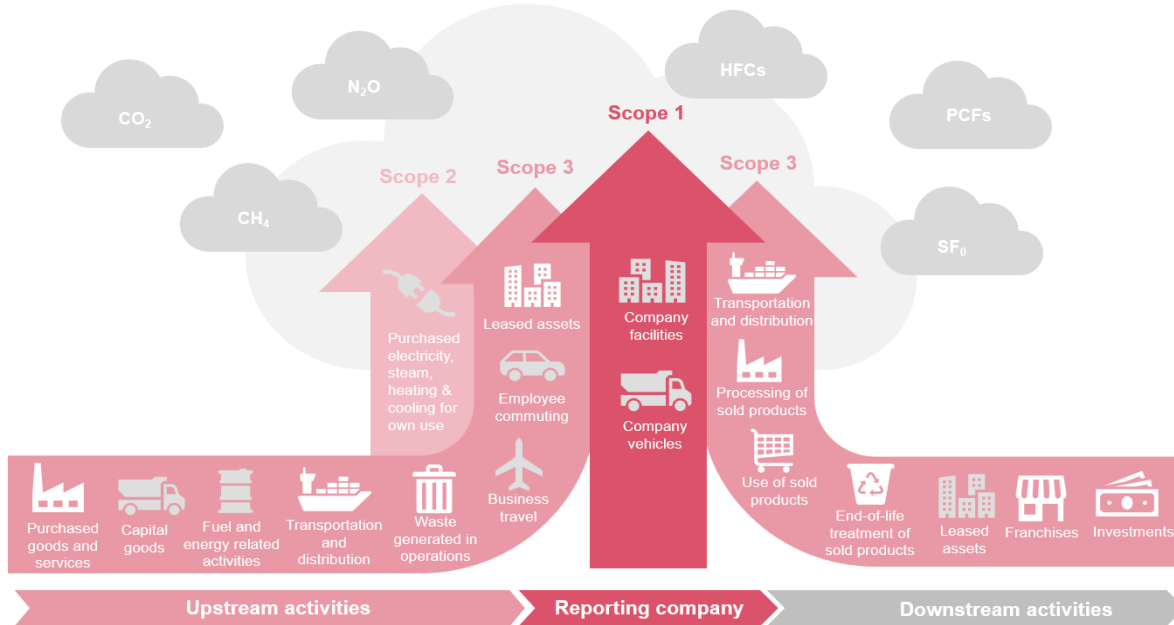 CO₂
N₂O
HFCs
PCFs
CH₄
SF₀
Scope 1
Scope 2
Scope 3
Scope 3
Purchased
electricity,
steam,
heating &
cooling for
own use
Leased assets
Employee
commuting
Business
travel
Company
facilities
Company
vehicles
Transportation
and distribution
Processing of
sold products
Use of sold
products
Purchased
goods and
services
Capital
goods
Fuel and
energy related
activities
Transportation
and
distribution
Waste
generated in
operations
End-of-life
treatment of
sold products
Leased
assets
Franchises
Investments
Upstream activities
Reporting company
Downstream activities